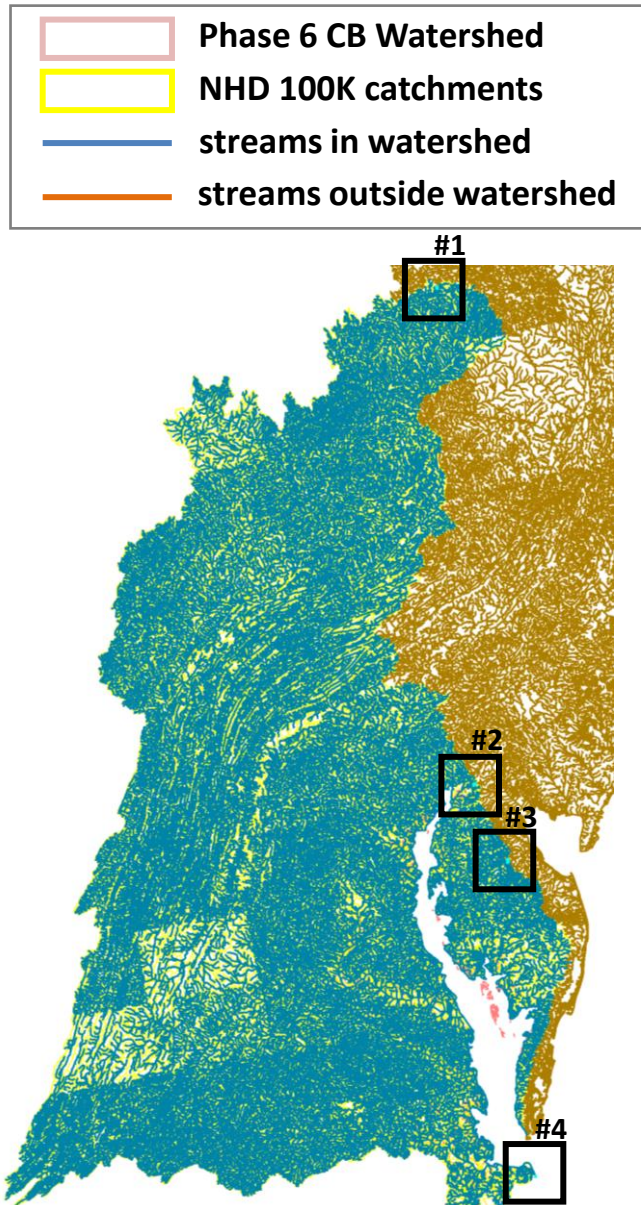 Phase 6 CB Watershed
NHD 100K catchments
streams in watershed
streams outside watershed
#1
#2
#3
#4